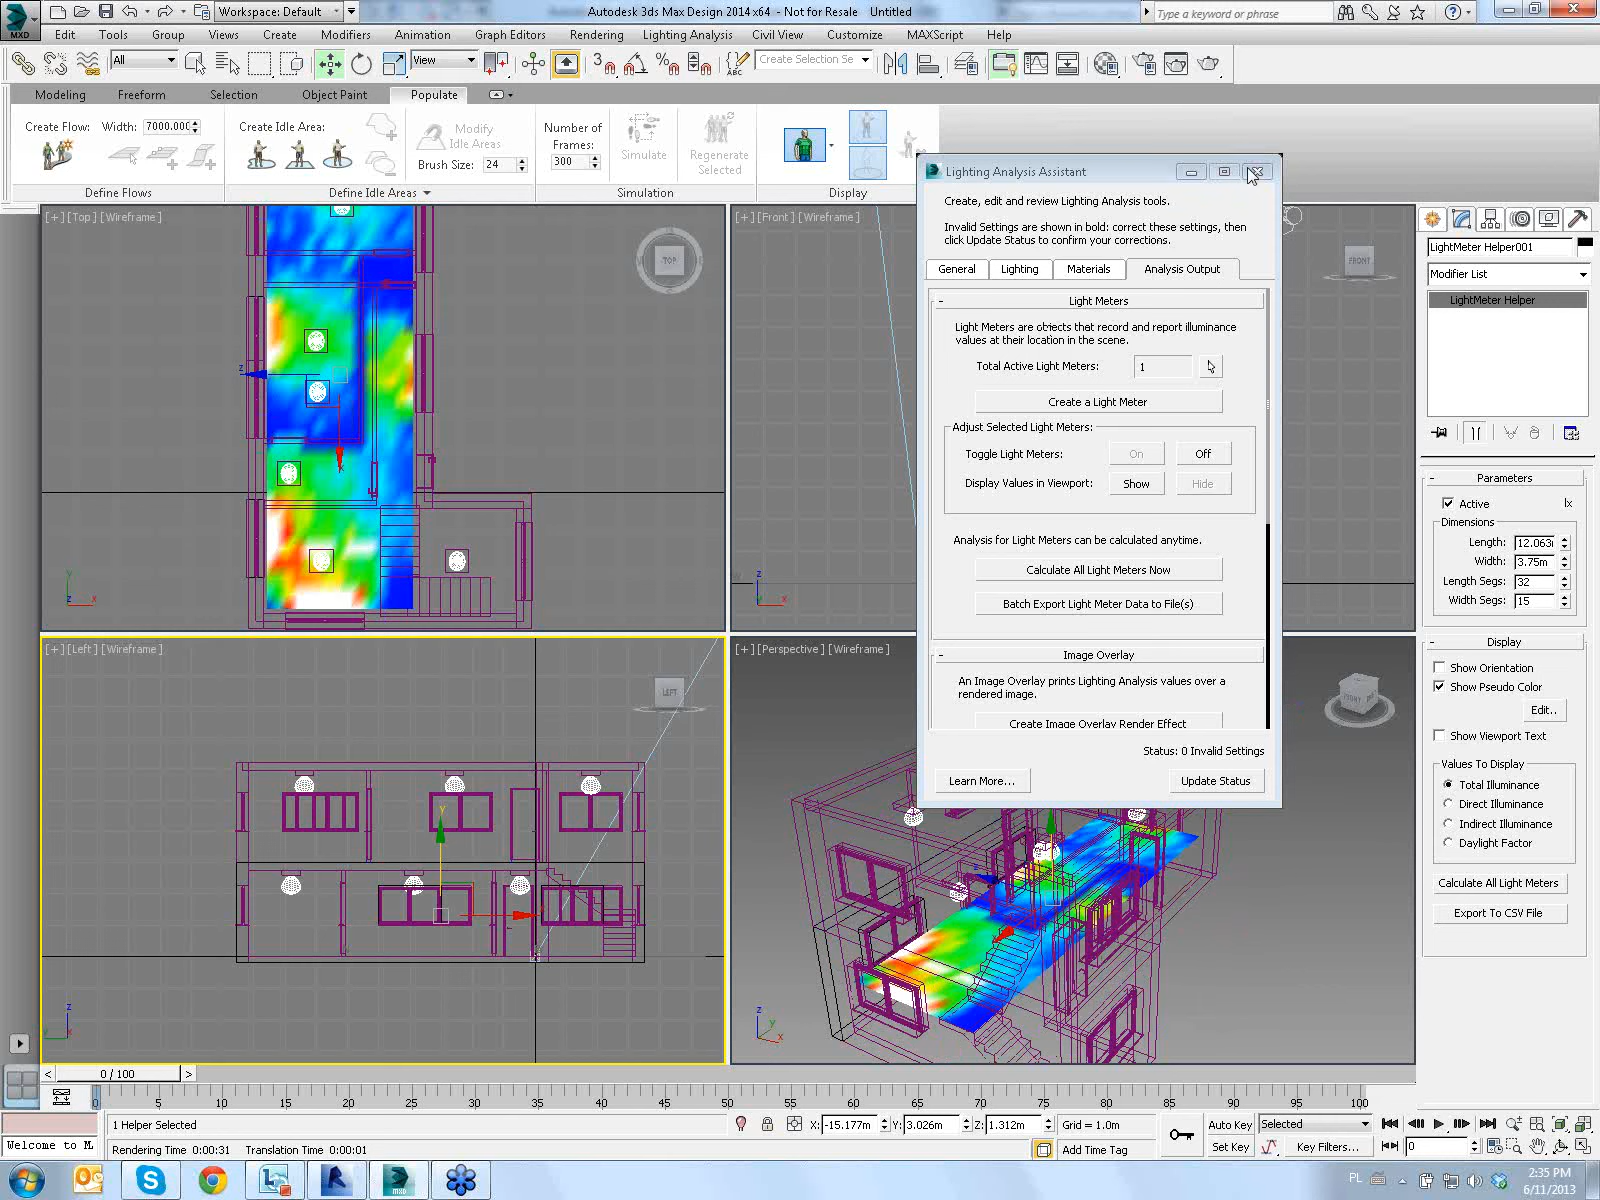 Workspace: Default
Autodesk 3ds Max Design 2014 x64 - Not for Resale Untitled
Type a keyword or phrase
MXD
Edit Tools Group Views Create Modifiers Animation Graph Editors Rendering Lighting Analysis Civil View Customize MAXScript Help
All
View
3
ABC
Create Selection Se
Modeling Freeform Selection Object Paint Populate
Create Flow: Width: 7000.000
Create Idle Area:
Modify
Idle Areas
Brush Size: 24
Number of
Frames:
300
Simulate
Regenerate
Selected
Define Flows
Define Idle Areas
Simulation
Display
[+] [Top] [Wireframe]
TOP
[+] [Front] [Wireframe]
FRONT
[+] [Left] [Wireframe]
LEFT
[+] [Perspective] [Wireframe]
Lighting Analysis Assistant
Create, edit and review Lighting Analysis tools.
Invalid Settings are shown in bold: correct these settings, then
click Update Status to confirm your corrections.
General Lighting Materials Analysis Output
- Light Meters
Light Meters are objects that record and report illuminance
values at their location in the scene.
Total Active Light Meters: 1
Create a Light Meter
Adjust Selected Light Meters:
Toggle Light Meters: On Off
Display Values in Viewport: Show Hide
Analysis for Light Meters can be calculated anytime.
Calculate All Light Meters Now
Batch Export Light Meter Data to File(s)
- Image Overlay
An Image Overlay prints Lighting Analysis values over a
rendered image.
Create Image Overlay Render Effect
Status: 0 Invalid Settings
Learn More... Update Status
LightMeter Helper001
Modifier List
LightMeter Helper
- Parameters
Active lx
Dimensions
Length: 12.063
Width: 3.75m
Length Segs: 32
Width Segs: 15
- Display
Show Orientation
Show Pseudo Color
Edit..
Show Viewport Text
Values To Display
Total Illuminance
Direct Illuminance
Indirect Illuminance
Daylight Factor
Calculate All Light Meters
Export To CSV File
< 0 / 100 >
0 5 10 15 20 25 30 35 40 45 50 55 60 65 70 75 80 85 90 95 100
1 Helper Selected
X: -15.177m Y: 3.026m Z: 1.312m
Grid = 1.0m
Auto Key Selected
Welcome to M
Rendering Time 0:00:31 Translation Time 0:00:01
Add Time Tag
Set Key Key Filters...
0
PL
2:35 PM
6/11/2013